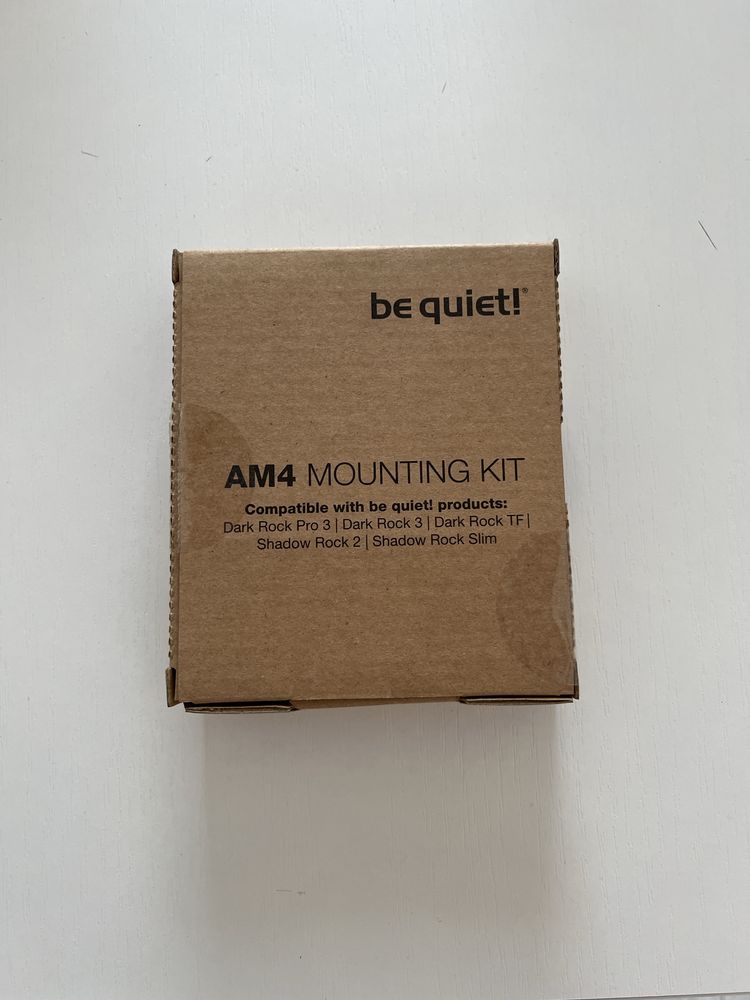 be quiet!®
AM4 MOUNTING KIT
Compatible with be quiet! products:
Dark Rock Pro 3 | Dark Rock 3 | Dark Rock TF |
Shadow Rock 2 | Shadow Rock Slim